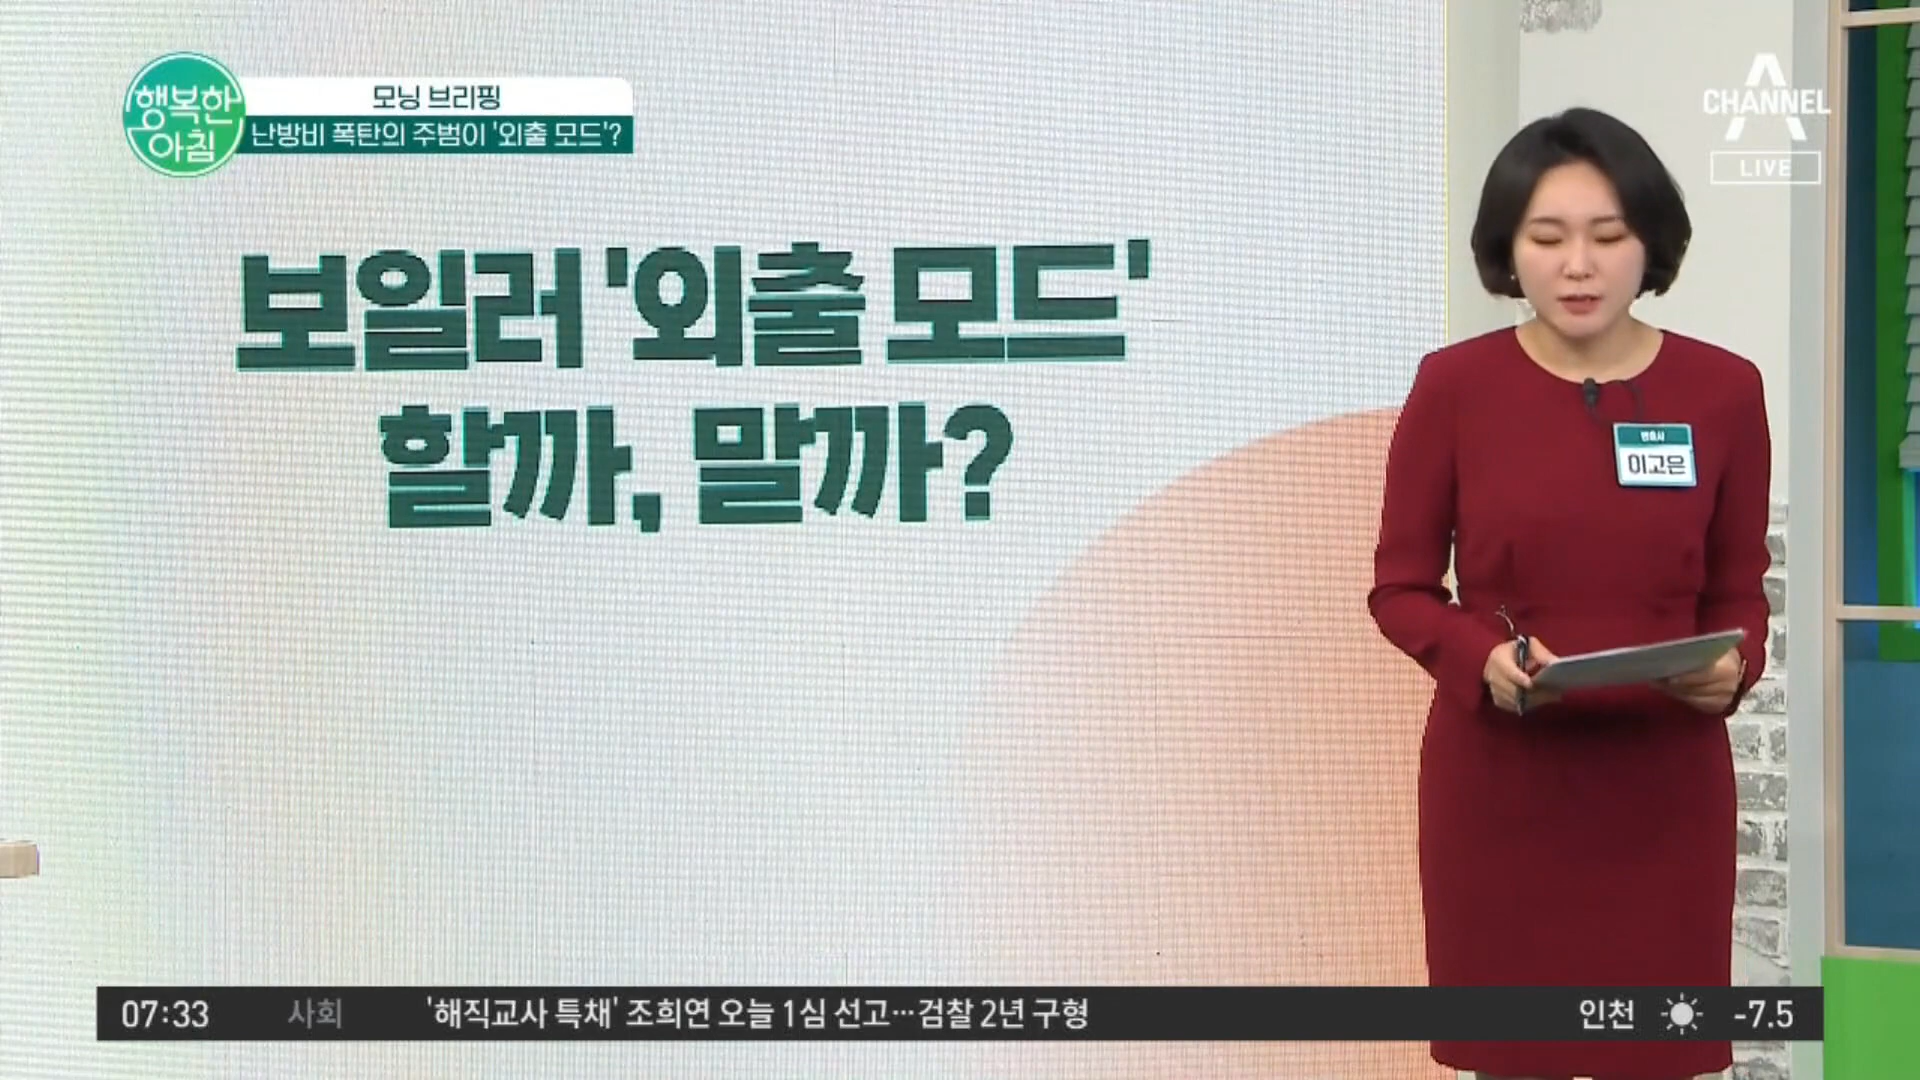 행복한
아침
모닝 브리핑
난방비 폭탄의 주범이 '외출 모드'?
CHANNEL A
LIVE
보일러 '외출 모드'
할까, 말까?
변호사
이고은
07:33 사회 '해직교사 특채' 조희연 오늘 1심 선고…검찰 2년 구형 인천 -7.5